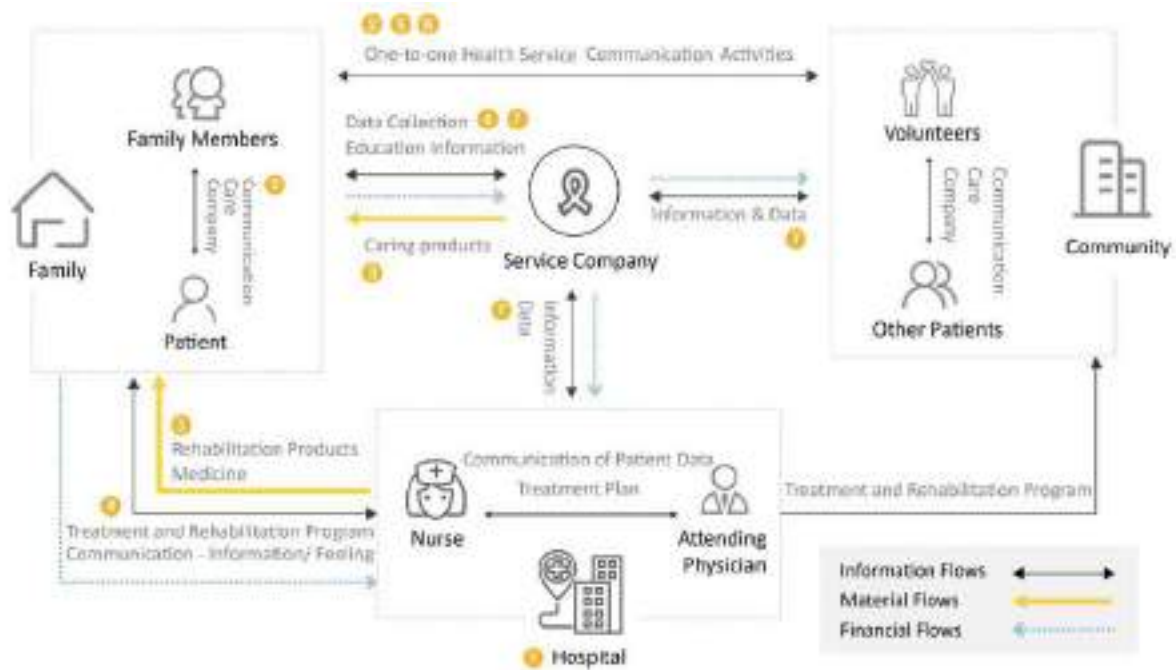 One-to-one Health Service Communication Activities
Family Members
Communication
Care
Company
Patient
Family
Data Collection
Education Information
Caring products
Service Company
Information & Data
7
Information
Data
Volunteers
Communication
Care
Company
Other Patients
Community
Rehabilitation Products
Medicine
Treatment and Rehabilitation Program
Communication - Information/ Feeling
Communication of Patient Data
Treatment Plan
Nurse
Attending
Physician
Hospital
Treatment and Rehabilitation Program
Information Flows
Material Flows
Financial Flows